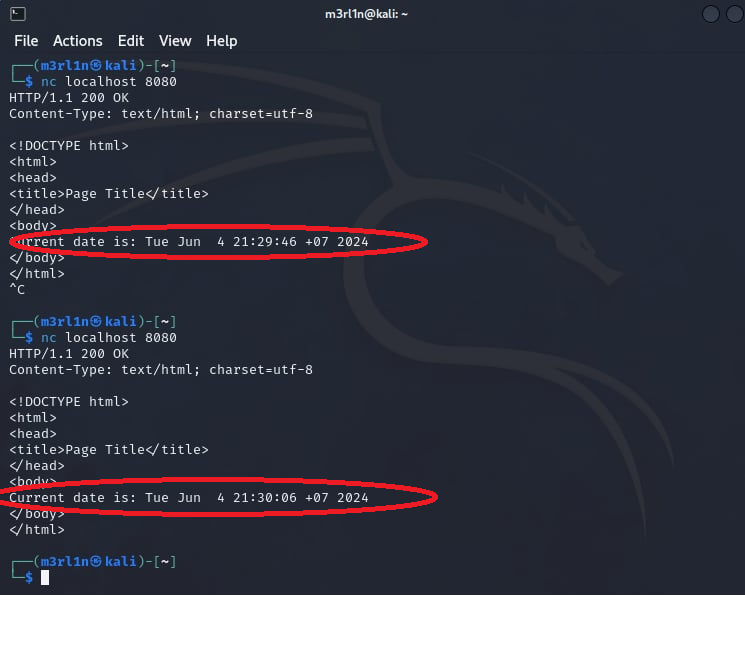 m3rl1n@kali: ~
File Actions Edit View Help
┌──(m3rl1n㉿kali)-[~]
└─$ nc localhost 8080
HTTP/1.1 200 OK
Content-Type: text/html; charset=utf-8
<!DOCTYPE html>
<html>
<head>
<title>Page Title</title>
</head>
<body>
Current date is: Tue Jun  4 21:29:46 +07 2024
</body>
</html>
^C
┌──(m3rl1n㉿kali)-[~]
└─$ nc localhost 8080
HTTP/1.1 200 OK
Content-Type: text/html; charset=utf-8
<!DOCTYPE html>
<html>
<head>
<title>Page Title</title>
</head>
<body>
Current date is: Tue Jun  4 21:30:06 +07 2024
</body>
</html>
┌──(m3rl1n㉿kali)-[~]
└─$